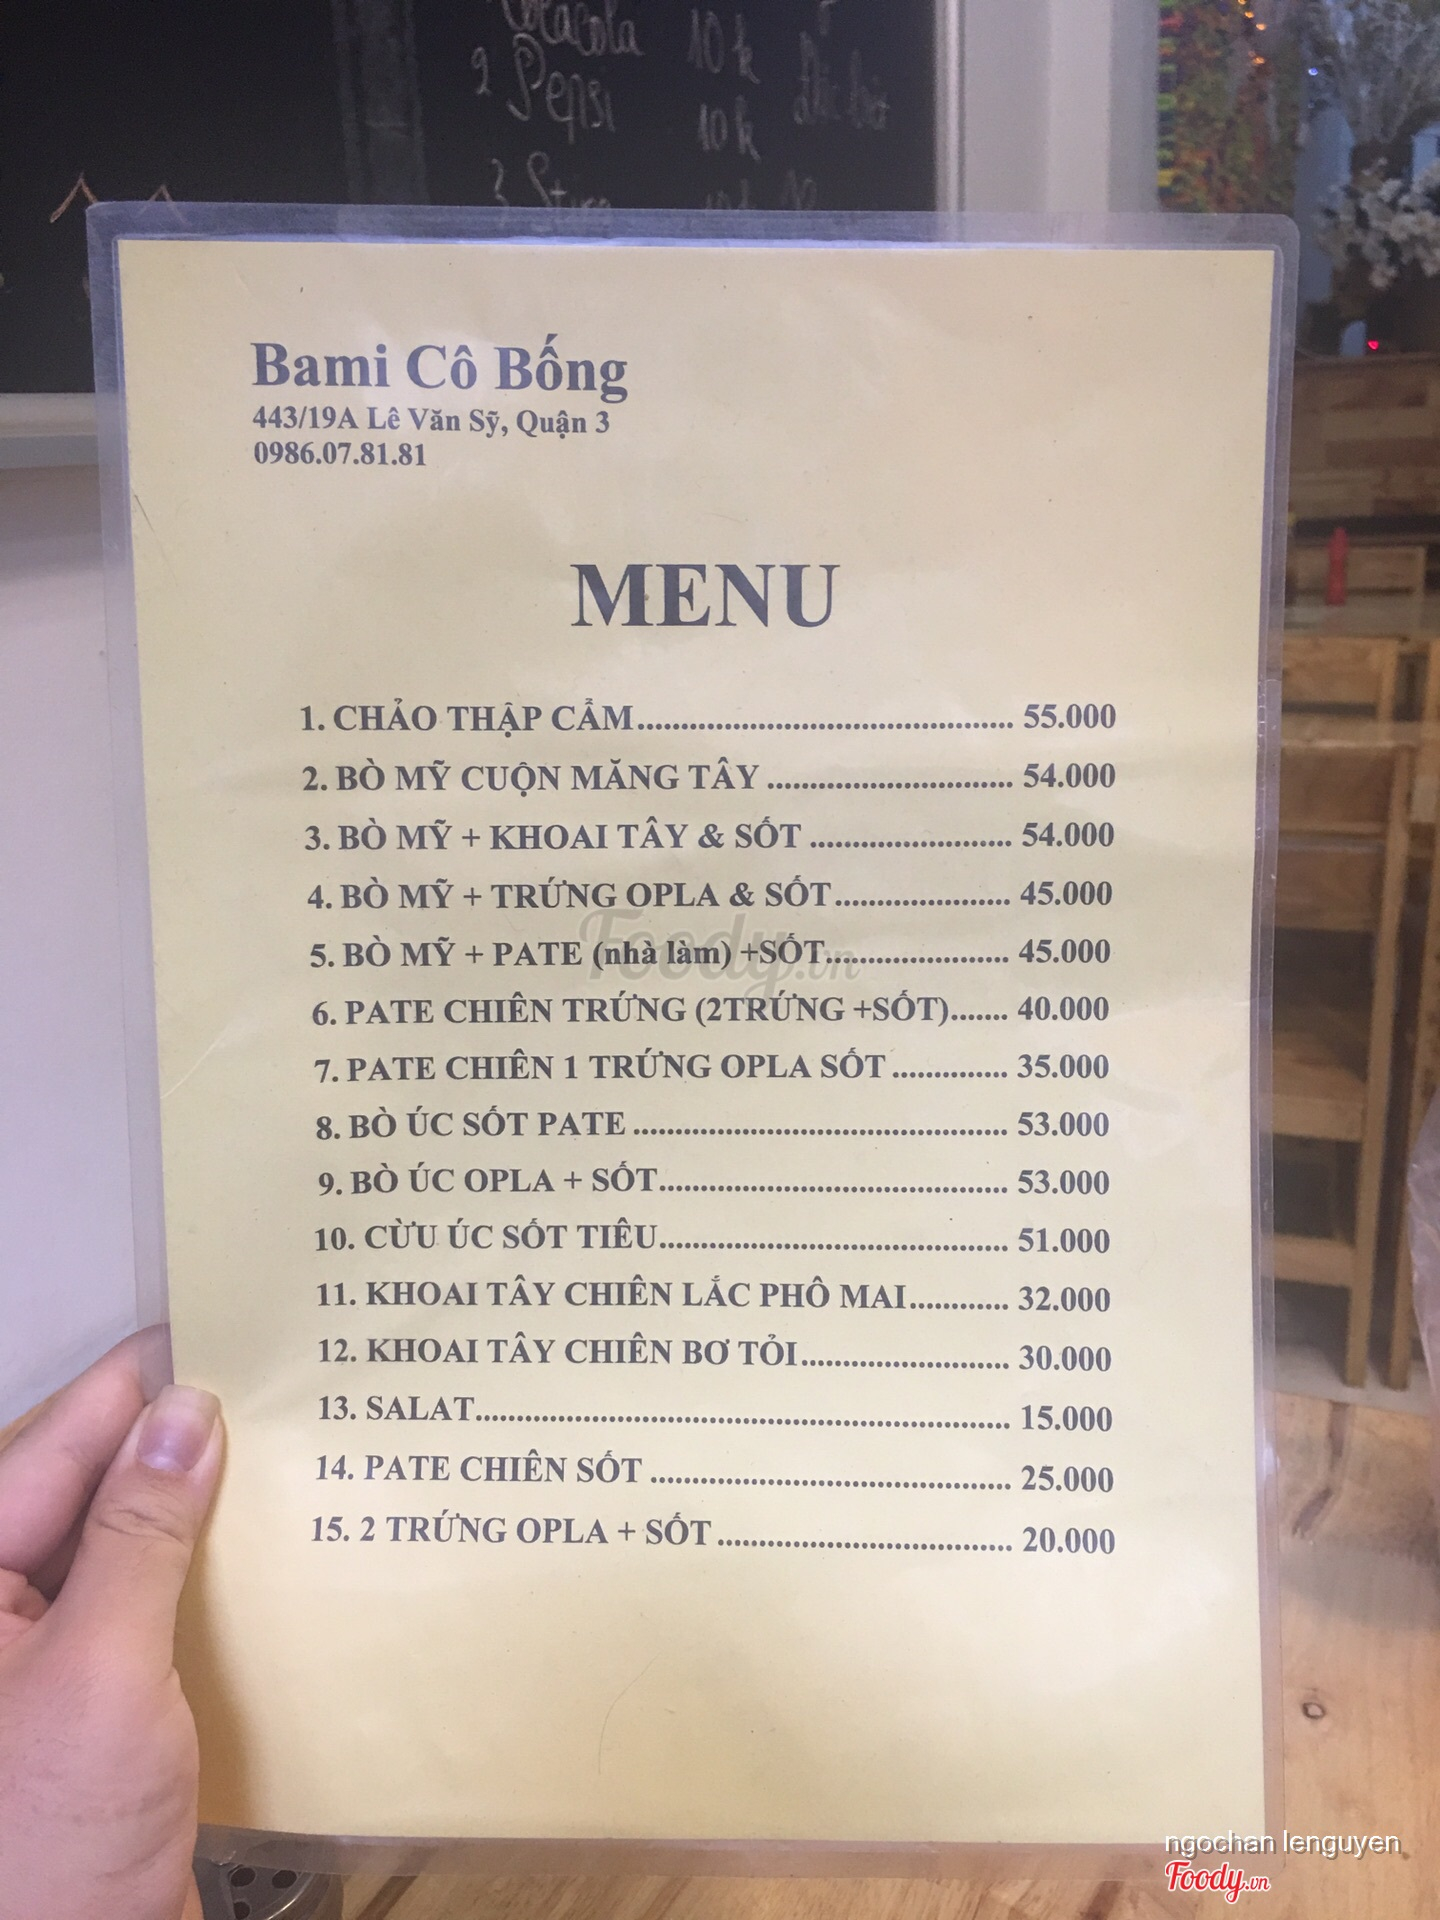 Cocacola 10k
2 Pepsi 10k
3 Sting
Bami Cô Bống
443/19A Lê Văn Sỹ, Quận 3
0986.07.81.81
MENU
1. CHẢO THẬP CẨM........................................... 55.000
2. BÒ MỸ CUỘN MĂNG TÂY ............................ 54.000
3. BÒ MỸ + KHOAI TÂY & SỐT ....................... 54.000
4. BÒ MỸ + TRỨNG OPLA & SỐT.................... 45.000
5. BÒ MỸ + PATE (nhà làm) +SỐT..................... 45.000
6. PATE CHIÊN TRỨNG (2TRỨNG +SỐT)....... 40.000
7. PATE CHIÊN 1 TRỨNG OPLA SỐT ............. 35.000
8. BÒ ÚC SỐT PATE ........................................... 53.000
9. BÒ ÚC OPLA + SỐT........................................ 53.000
10. CỪU ÚC SỐT TIÊU........................................ 51.000
11. KHOAI TÂY CHIÊN LẮC PHÔ MAI............ 32.000
12. KHOAI TÂY CHIÊN BƠ TỎI........................ 30.000
13. SALAT............................................................. 15.000
14. PATE CHIÊN SỐT ......................................... 25.000
15. 2 TRỨNG OPLA + SỐT .................................. 20.000
Foody.vn
ngochan lenguyen
Foody.vn